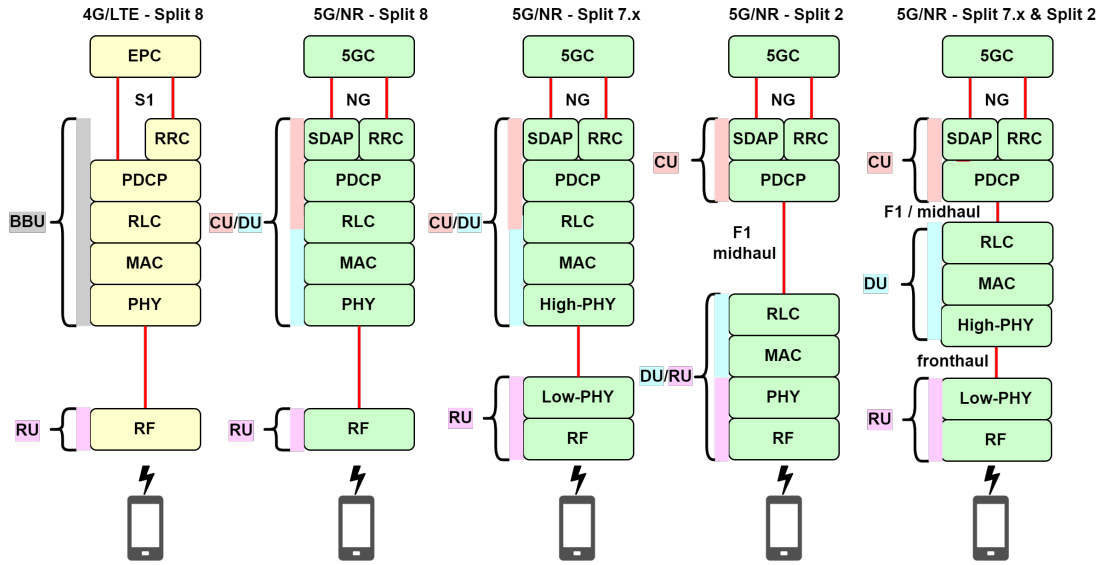 4G/LTE - Split 8
EPC
S1
RRC
PDCP
RLC
MAC
PHY
BBU
RF
RU
5G/NR - Split 8
5GC
NG
SDAP
RRC
PDCP
RLC
MAC
PHY
CU/DU
RF
RU
5G/NR - Split 7.x
5GC
NG
SDAP
RRC
PDCP
RLC
MAC
High-PHY
CU/DU
Low-PHY
RF
RU
5G/NR - Split 2
5GC
NG
SDAP
RRC
PDCP
CU
F1
midhaul
RLC
MAC
PHY
RF
DU/RU
5G/NR - Split 7.x & Split 2
5GC
NG
SDAP
RRC
PDCP
CU
F1 / midhaul
RLC
MAC
High-PHY
DU
fronthaul
Low-PHY
RF
RU